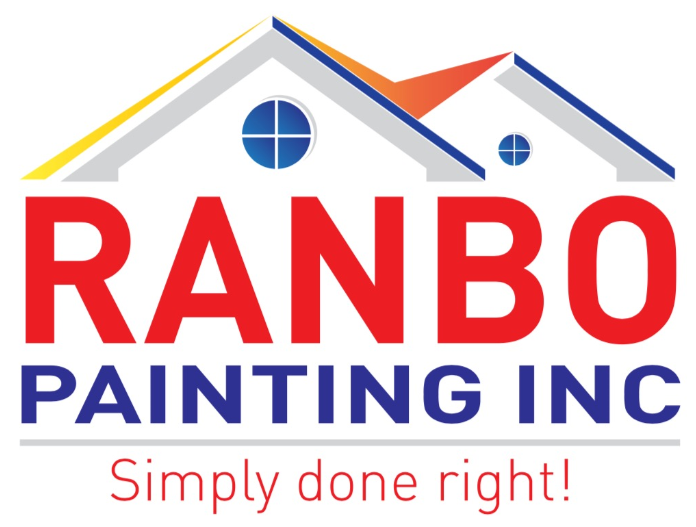 RANBO
PAINTING INC
Simply done right!